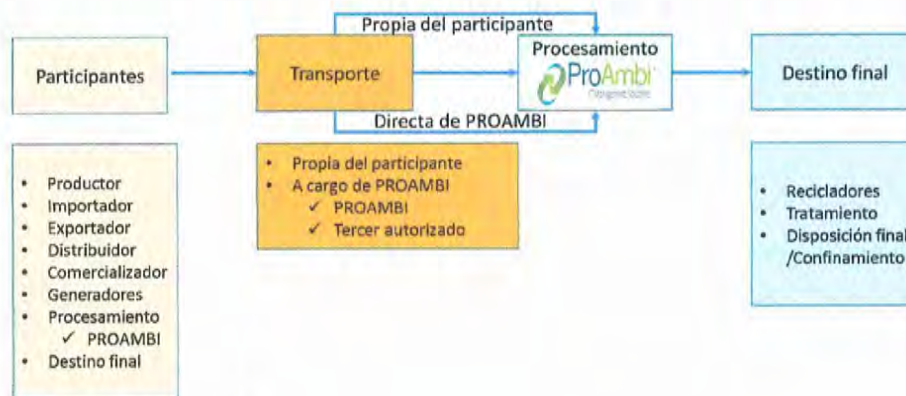 Propia del participante
Participantes
Transporte
Procesamiento
ProAmbi
Destino final
Directa de PROAMBI
• Productor
• Importador
• Exportador
• Distribuidor
• Comercializador
• Generadores
• Procesamiento
✓ PROAMBI
• Destino final
• Propia del participante
• A cargo de PROAMBI
✓ PROAMBI
✓ Tercer autorizado
• Recicladores
• Tratamiento
• Disposición final
/Confinamiento